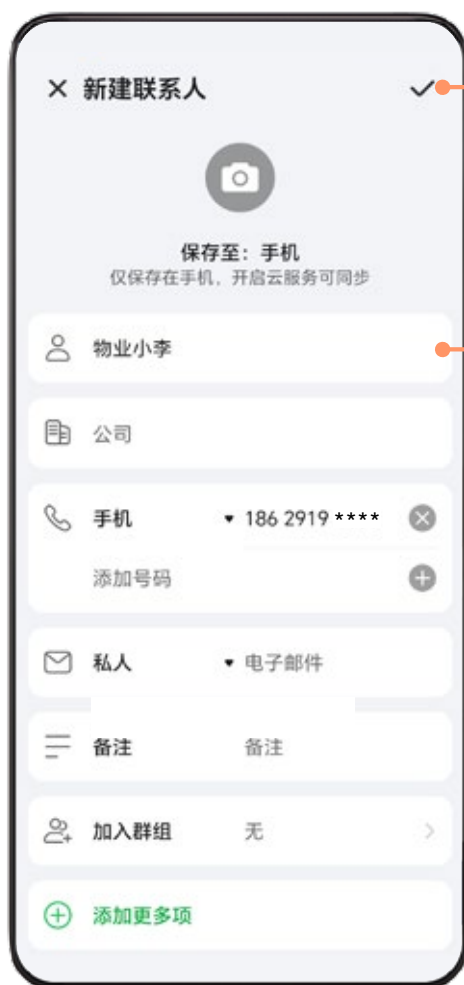 新建联系人
保存至：手机
仅保存在手机，开启云服务可同步
物业小李
公司
手机 186 2919 ****
添加号码
私人 电子邮件
备注 备注
加入群组 无
添加更多项